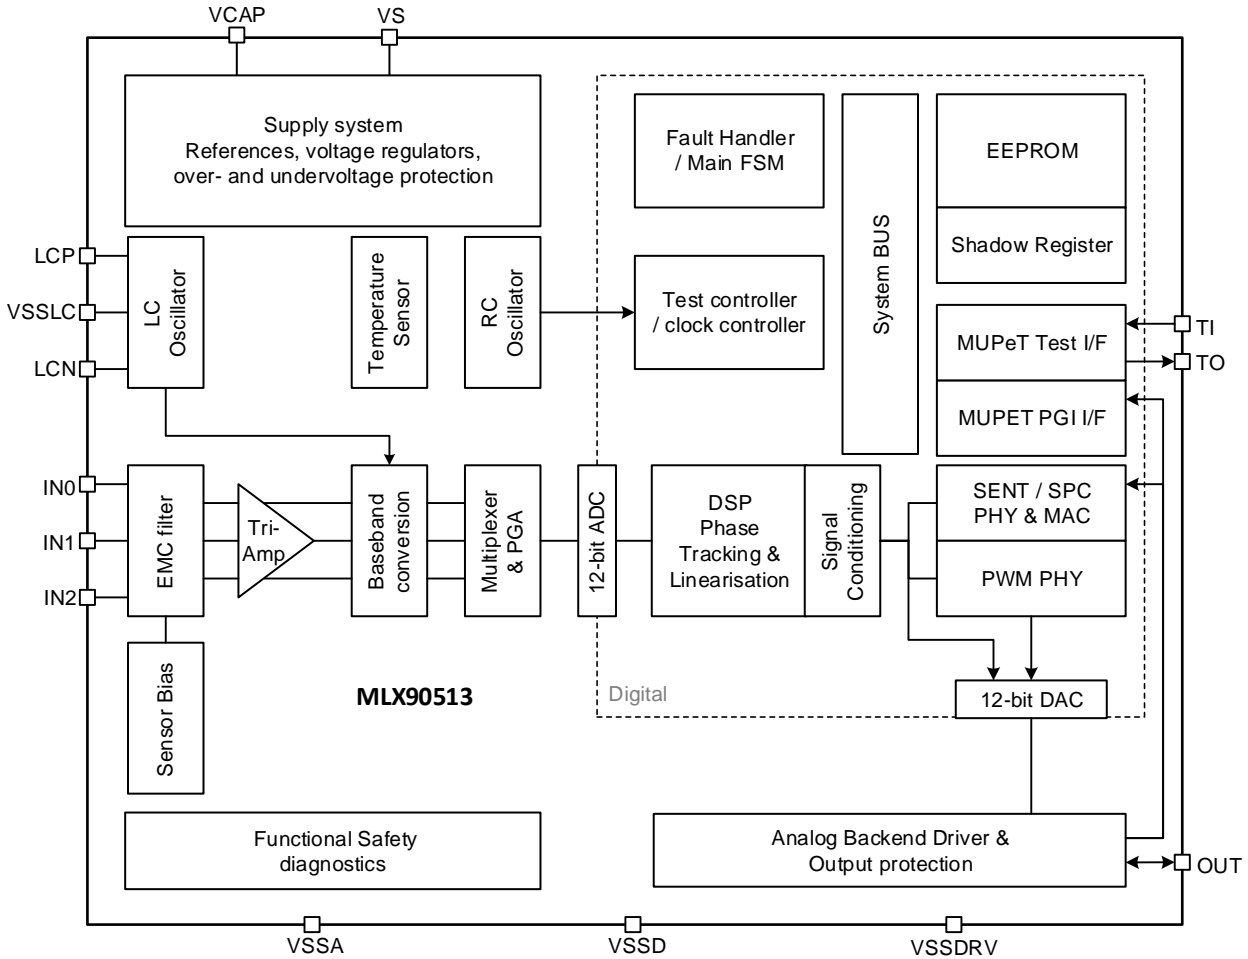 VCAP
VS
Supply system
References, voltage regulators,
over- and undervoltage protection
Fault Handler
/ Main FSM
System BUS
EEPROM
Shadow Register
LCP
VSSLC
LCN
LC
Oscillator
Temperature
Sensor
RC
Oscillator
Test controller
/ clock controller
MUPeT Test I/F
MUPET PGI I/F
TI
TO
IN0
IN1
IN2
EMC filter
Tri-
Amp
Baseband
conversion
Multiplexer
& PGA
12-bit ADC
DSP
Phase
Tracking &
Linearisation
Signal
Conditioning
SENT / SPC
PHY & MAC
PWM PHY
Sensor Bias
MLX90513
Digital
12-bit DAC
Functional Safety
diagnostics
Analog Backend Driver &
Output protection
OUT
VSSA
VSSD
VSSDRV